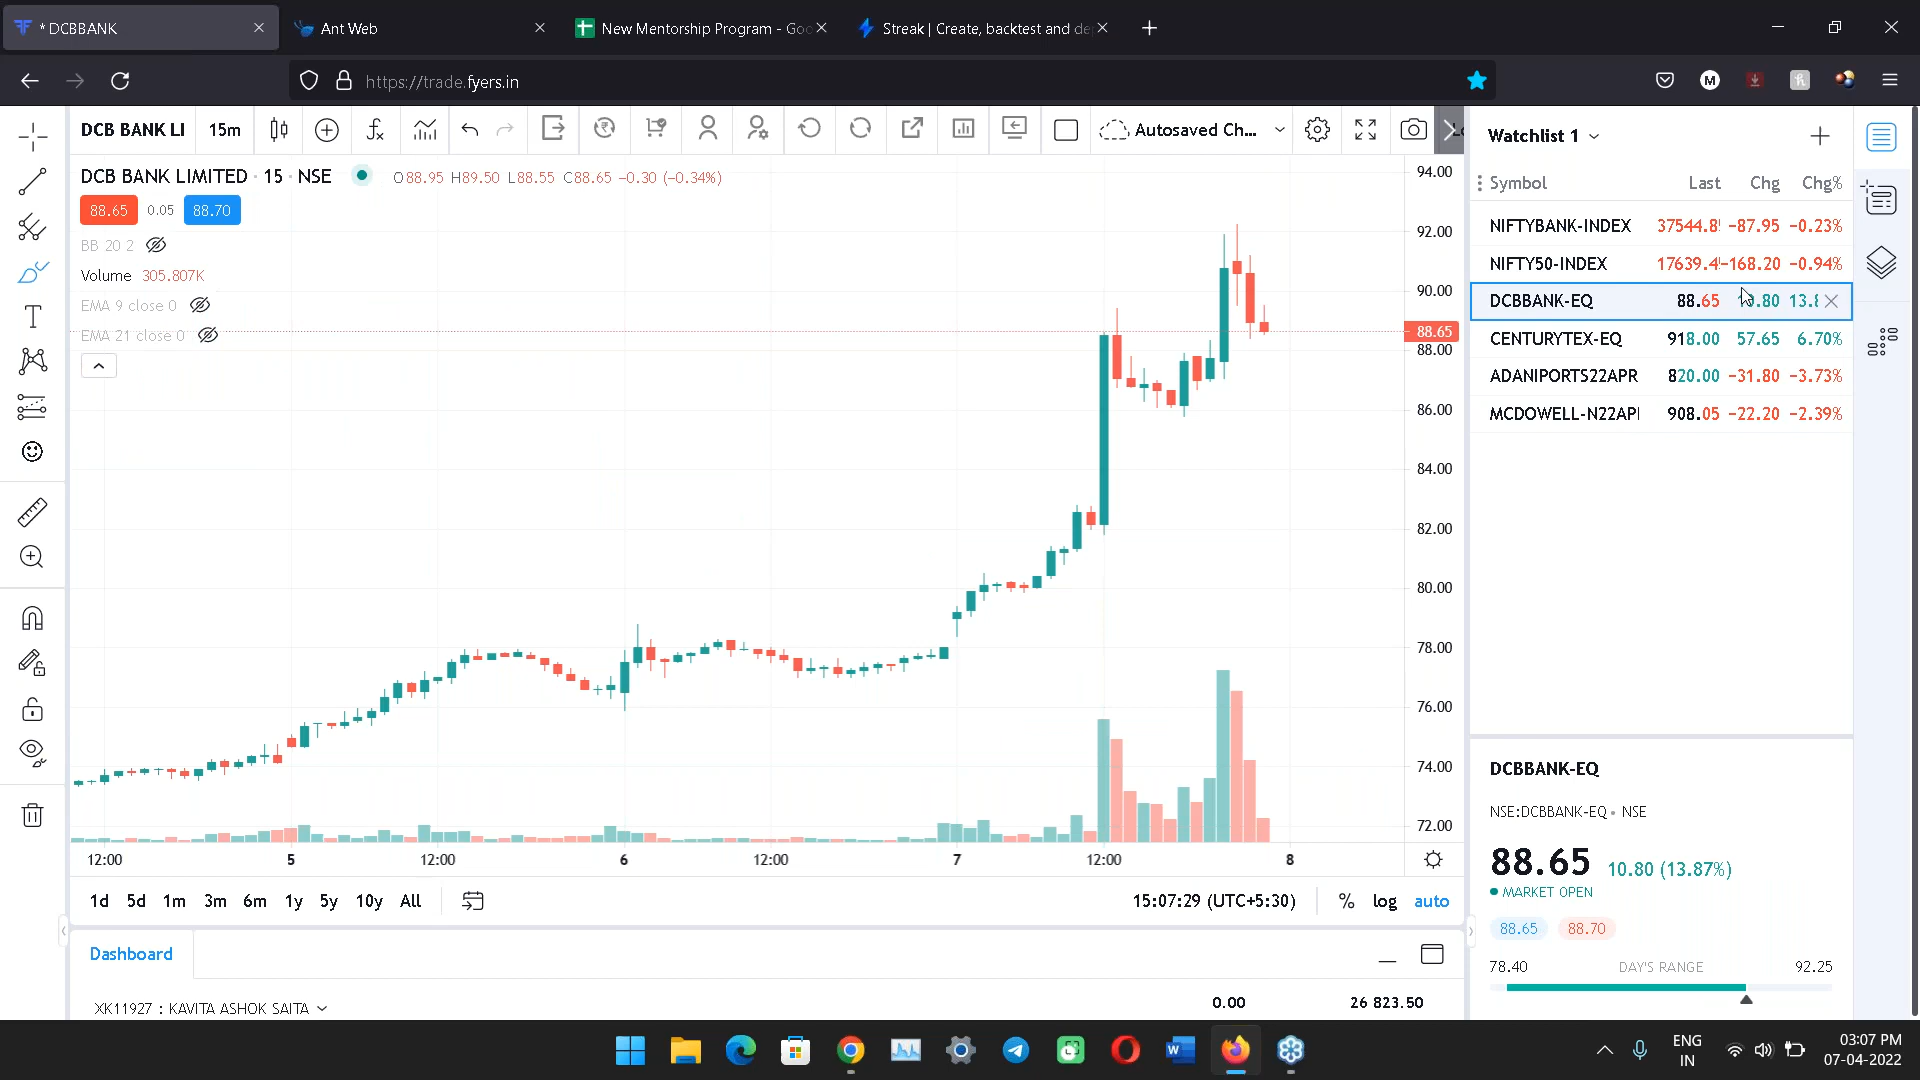 * DCBBANK
Ant Web
New Mentorship Program - Goo
Streak | Create, backtest and de
https://trade.fyers.in
M
DCB BANK LI
15m
Autosaved Ch...
DCB BANK LIMITED · 15 · NSE
O88.95 H89.50 L88.55 C88.65 −0.30 (−0.34%)
88.65
0.05
88.70
BB 20 2
Volume 305.807K
EMA 9 close 0
EMA 21 close 0
94.00
92.00
90.00
88.65
88.00
86.00
84.00
82.00
80.00
78.00
76.00
74.00
72.00
12:00 5 12:00 6 12:00 7 12:00 8
1d 5d 1m 3m 6m 1y 5y 10y All
15:07:29 (UTC+5:30)
% log auto
Dashboard
XK11927 : KAVITA ASHOK SAITA
0.00
26 823.50
Watchlist 1
Symbol Last Chg Chg%
NIFTYBANK-INDEX 37544.8 −87.95 −0.23%
NIFTY50-INDEX 17639.4 −168.20 −0.94%
DCBBANK-EQ 88.65 .80 13.8
CENTURYTEX-EQ 918.00 57.65 6.70%
ADANIPORTS22APR 820.00 −31.80 −3.73%
MCDOWELL-N22API 908.05 −22.20 −2.39%
DCBBANK-EQ
NSE:DCBBANK-EQ • NSE
88.65 10.80 (13.87%)
MARKET OPEN
88.65 88.70
78.40 DAY'S RANGE 92.25
ENG
IN
03:07 PM
07-04-2022